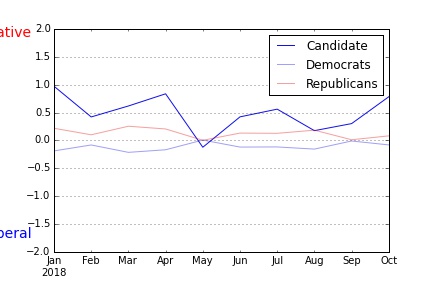 ative
2.0
1.5
1.0
0.5
0.0
−0.5
−1.0
−1.5
−2.0
beral
Candidate
Democrats
Republicans
Jan Feb Mar Apr May Jun Jul Aug Sep Oct
2018